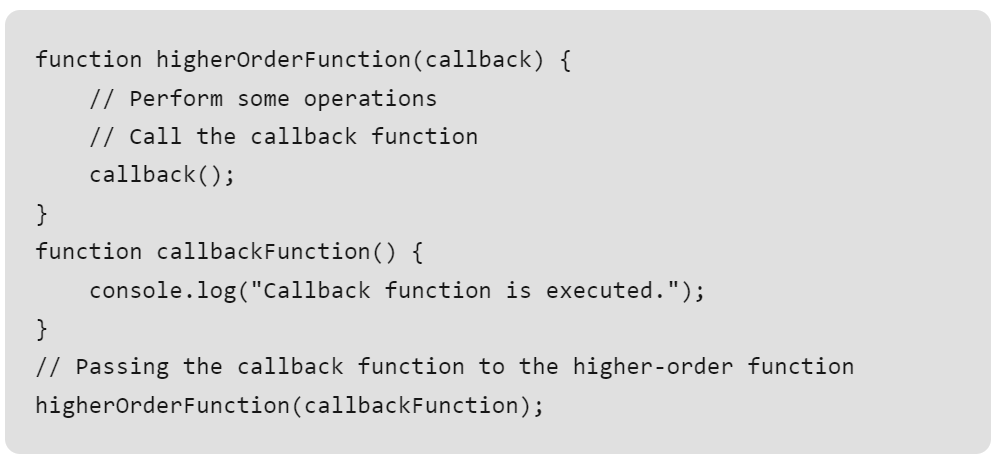 function higherOrderFunction(callback) {
    // Perform some operations
    // Call the callback function
    callback();
}
function callbackFunction() {
    console.log("Callback function is executed.");
}
// Passing the callback function to the higher-order function
higherOrderFunction(callbackFunction);